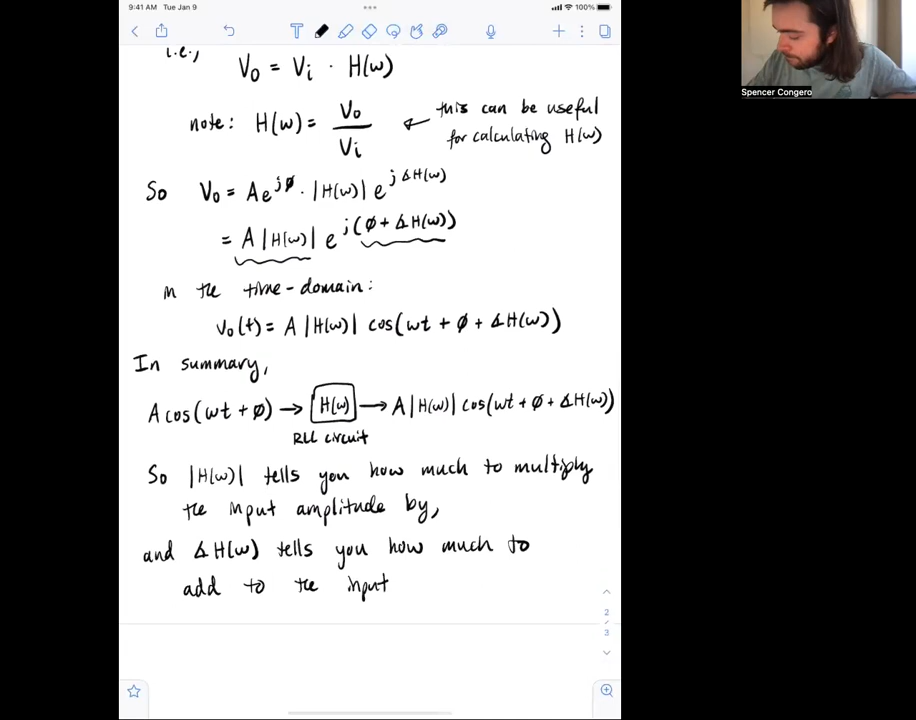 9:41 AM Tue Jan 9
100%
Spencer Congero
i.e.,
V₀ = Vᵢ · H(ω)
note: H(ω) = V₀ / Vᵢ ← this can be useful
for calculating H(ω)
So V₀ = Ae^{jø} · |H(ω)| e^{j∡H(ω)}
= A |H(ω)| e^{j(ø + ∡H(ω))}
in the time-domain:
v₀(t) = A |H(ω)| cos(ωt + ø + ∡H(ω))
In summary,
A cos(ωt + ø) → H(ω) → A |H(ω)| cos(ωt + ø + ∡H(ω))
RLC circuit
So |H(ω)| tells you how much to multiply
the input amplitude by,
and ∡H(ω) tells you how much to
add to the input
2
/
3